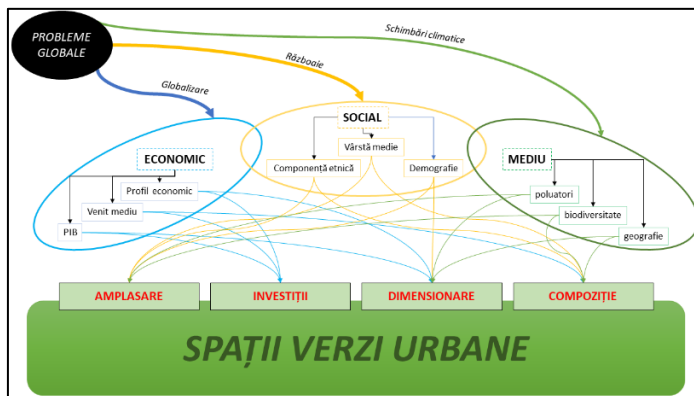 PROBLEME
GLOBALE
Schimbări climatice
Războaie
Globalizare
SOCIAL
Vârstă medie
Componență etnică
Demografie
ECONOMIC
Profil economic
Venit mediu
PIB
MEDIU
poluatori
biodiversitate
geografie
AMPLASARE
INVESTIȚII
DIMENSIONARE
COMPOZIȚIE
SPAȚII VERZI URBANE